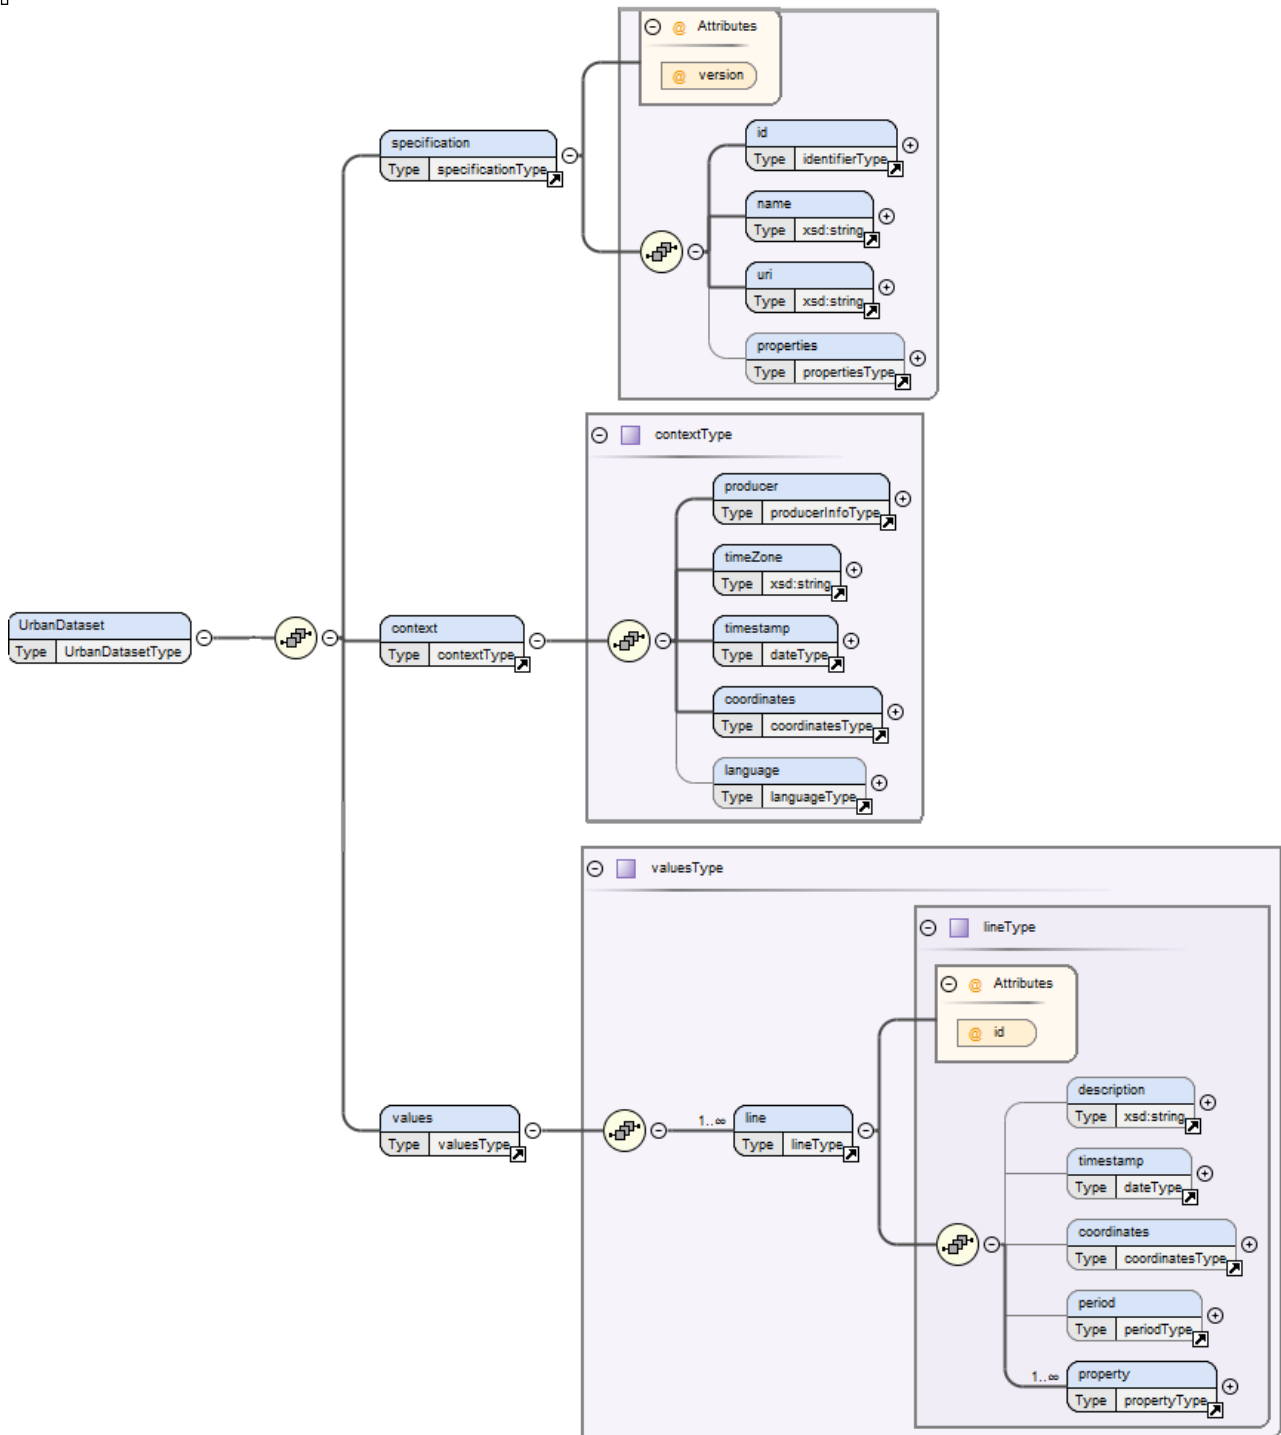 @ Attributes
@ version
specification
Type specificationType
id
Type identifierType
name
Type xsd:string
uri
Type xsd:string
properties
Type propertiesType
contextType
producer
Type producerInfoType
timeZone
Type xsd:string
UrbanDataset
Type UrbanDatasetType
context
Type contextType
timestamp
Type dateType
coordinates
Type coordinatesType
language
Type languageType
valuesType
lineType
@ Attributes
@ id
values
Type valuesType
1..∞
line
Type lineType
description
Type xsd:string
timestamp
Type dateType
coordinates
Type coordinatesType
period
Type periodType
1..∞
property
Type propertyType